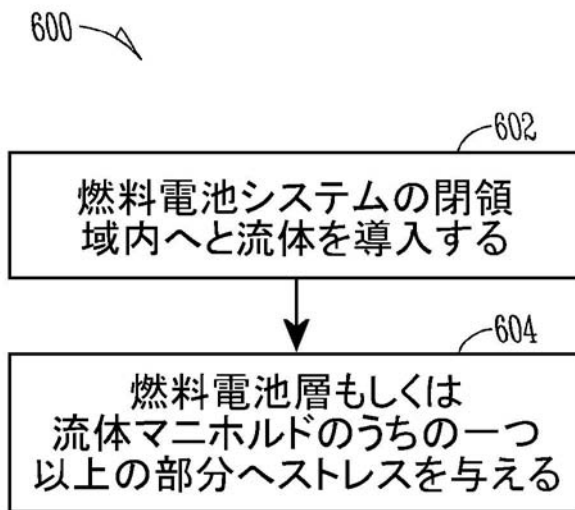 600
602
燃料電池システムの閉領
域内へと流体を導入する
604
燃料電池層もしくは
流体マニホルドのうちの一つ
以上の部分へストレスを与える